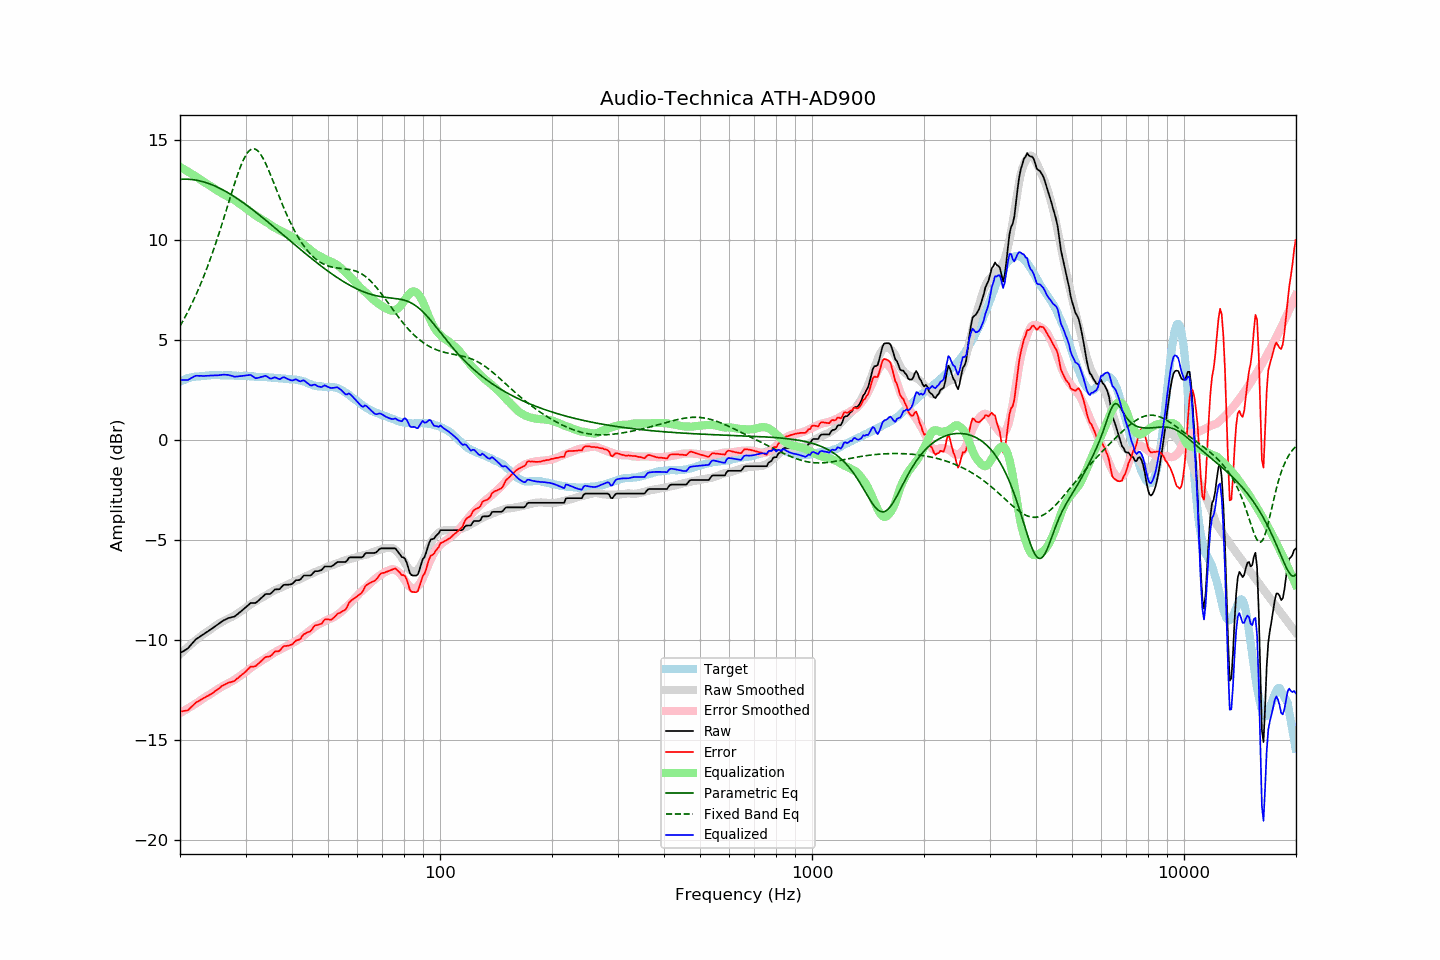 Audio-Technica ATH-AD900
Amplitude (dBr)
15
10
5
0
−5
−10
−15
−20
Target
Raw Smoothed
Error Smoothed
Raw
Error
Equalization
Parametric Eq
Fixed Band Eq
Equalized
100
1000
10000
Frequency (Hz)